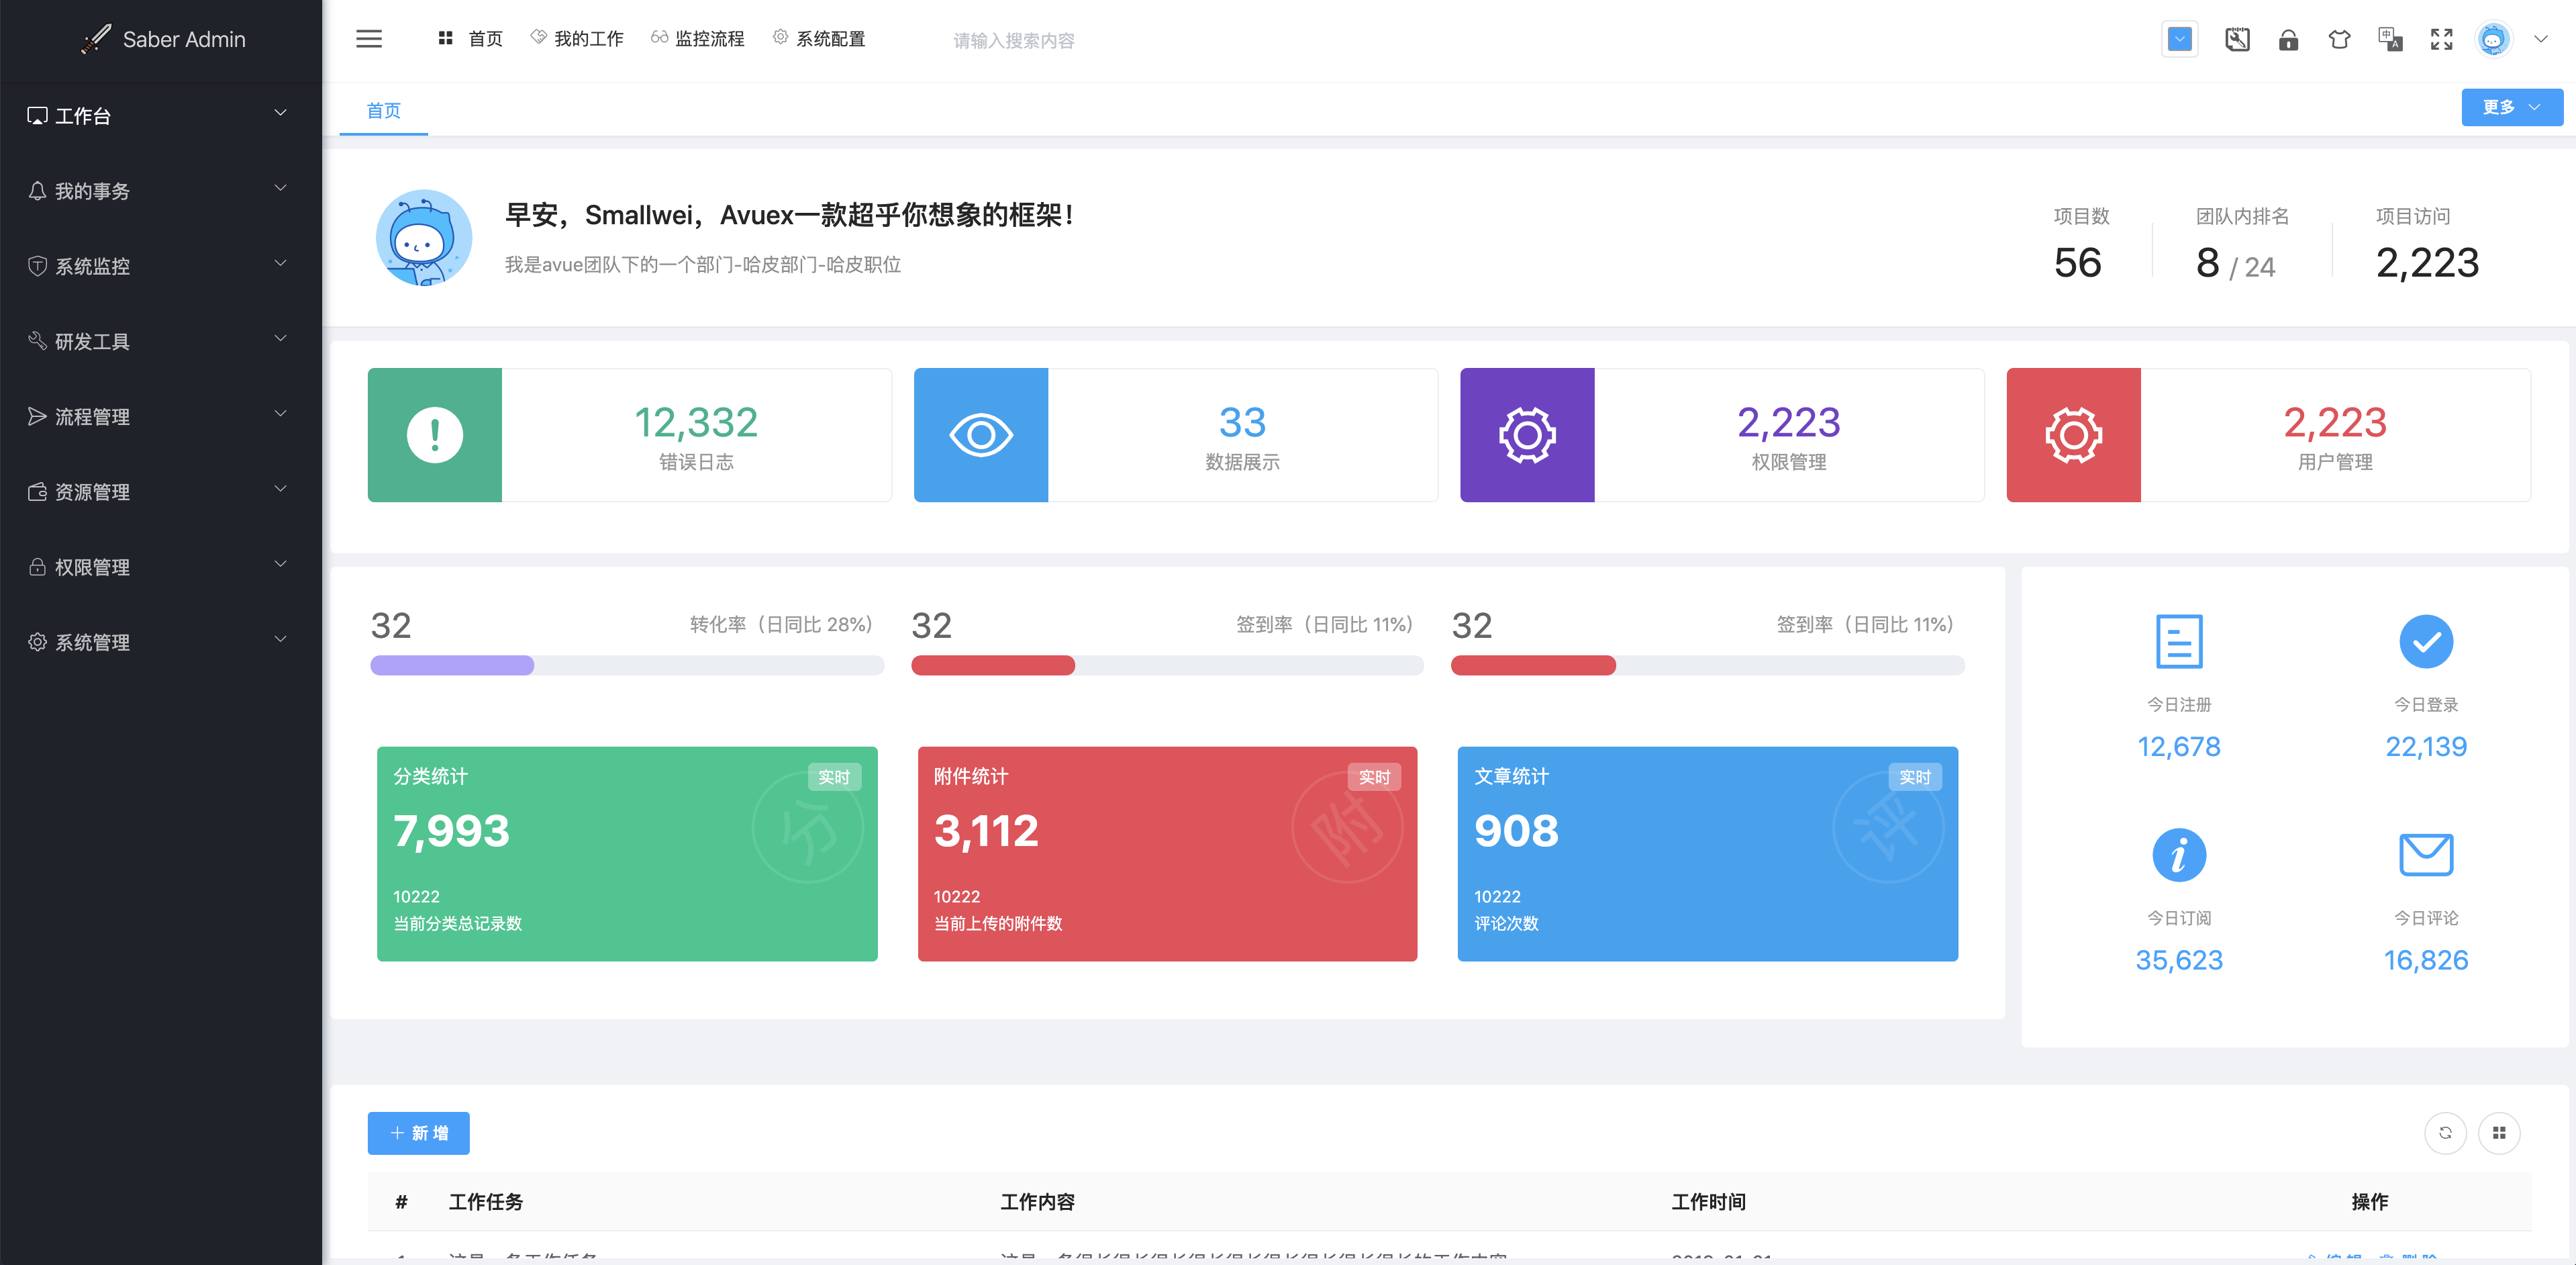 Saber Admin
工作台
我的事务
系统监控
研发工具
流程管理
资源管理
权限管理
系统管理
首页 我的工作 监控流程 系统配置 请输入搜索内容
首页 更多
早安，Smallwei，Avuex一款超乎你想象的框架！
我是avue团队下的一个部门-哈皮部门-哈皮职位
项目数 团队内排名 项目访问
56 8 / 24 2,223
12,332 33 2,223 2,223
错误日志 数据展示 权限管理 用户管理
32 转化率（日同比 28%） 32 签到率（日同比 11%） 32 签到率（日同比 11%）
分类统计 实时
7,993
分
10222
当前分类总记录数
附件统计 实时
3,112
附
10222
当前上传的附件数
文章统计 实时
908
评
10222
评论次数
今日注册 今日登录
12,678 22,139
今日订阅 今日评论
35,623 16,826
新 增
# 工作任务 工作内容 工作时间 操作